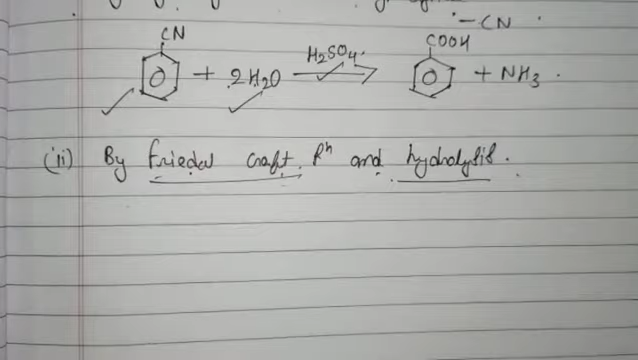 - CN .
CN
COOH
+ 2H2O H2SO4. + NH3 .
(ii) By Friedal craft. Rn and hydrolysis.